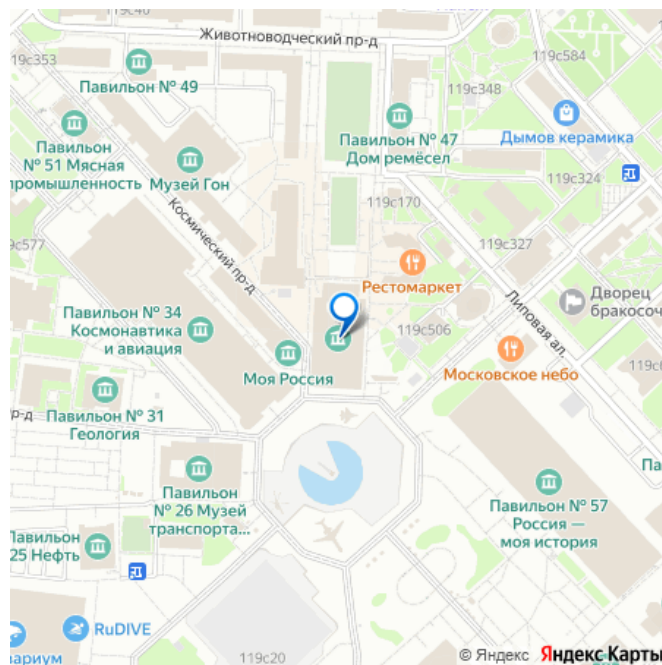 119с40
Животноводческий пр-д
119с353
119с584
Павильон № 49
119с348
Павильон
№ 51 Мясная
промышленность
Музей Гон
Павильон № 47
Дом ремёсел
Дымов керамика
119с324
119с170
Космический пр-д
119с577
119с327
Рестомаркет
Липовая ал.
Дворец
бракосоч
Павильон № 34
Космонавтика
и авиация
119с506
Моя Россия
Московское небо
Павильон № 31
Геология
пр-д
Павильон
№ 26 Музей
транспорта...
Павильон № 57
Россия —
моя история
Па
Павильон
25 Нефть
RuDIVE
вариум
119с20
© Яндекс Яндекс Карты